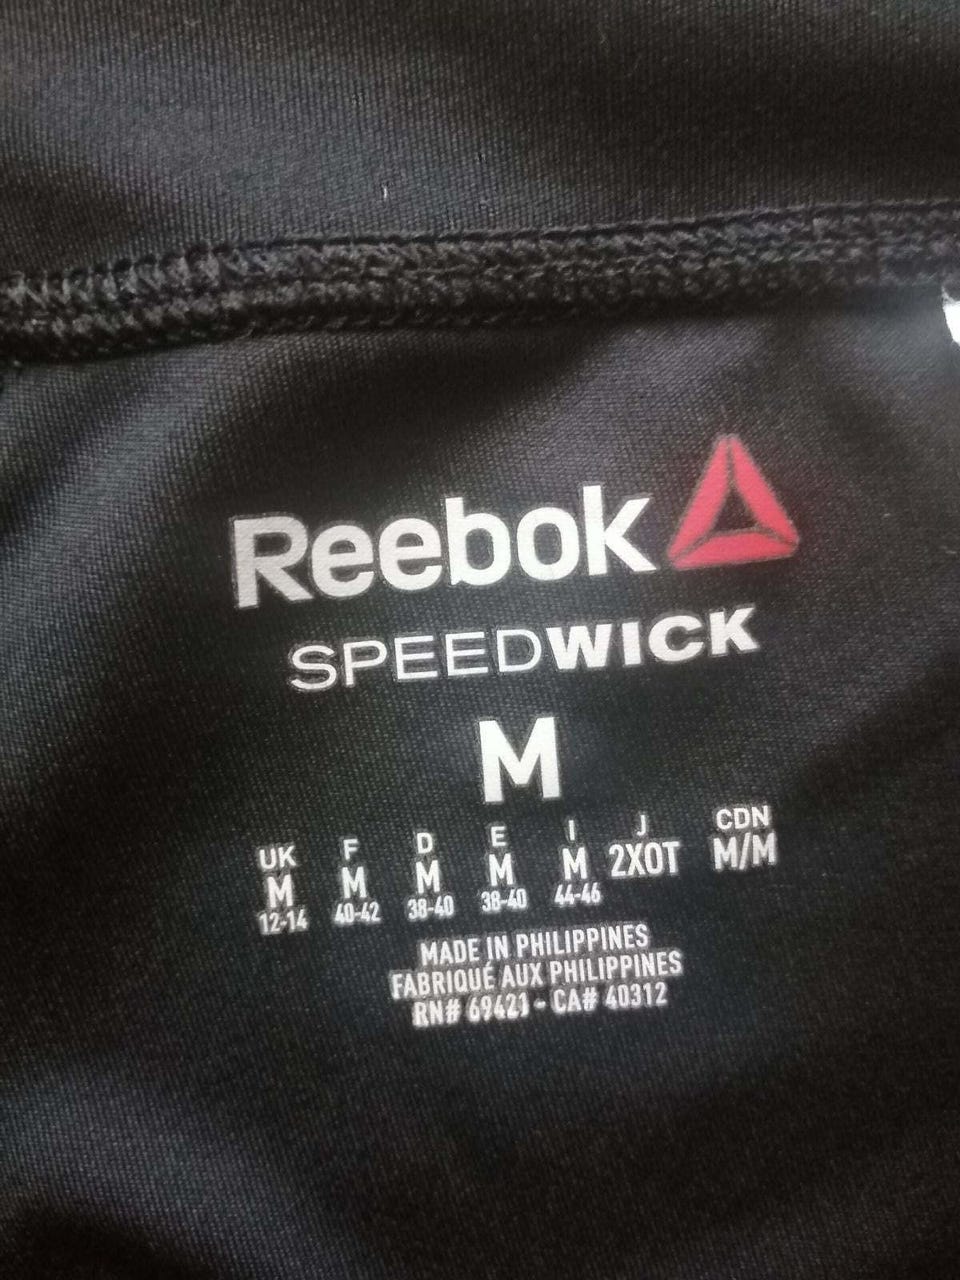 Reebok
SPEEDWICK
M
UK F D E I J CDN
M M M M M 2XOT M/M
12-14 40-42 38-40 38-40 44-46
MADE IN PHILIPPINES
FABRIQUÉ AUX PHILIPPINES
RN# 69421 - CA# 40312